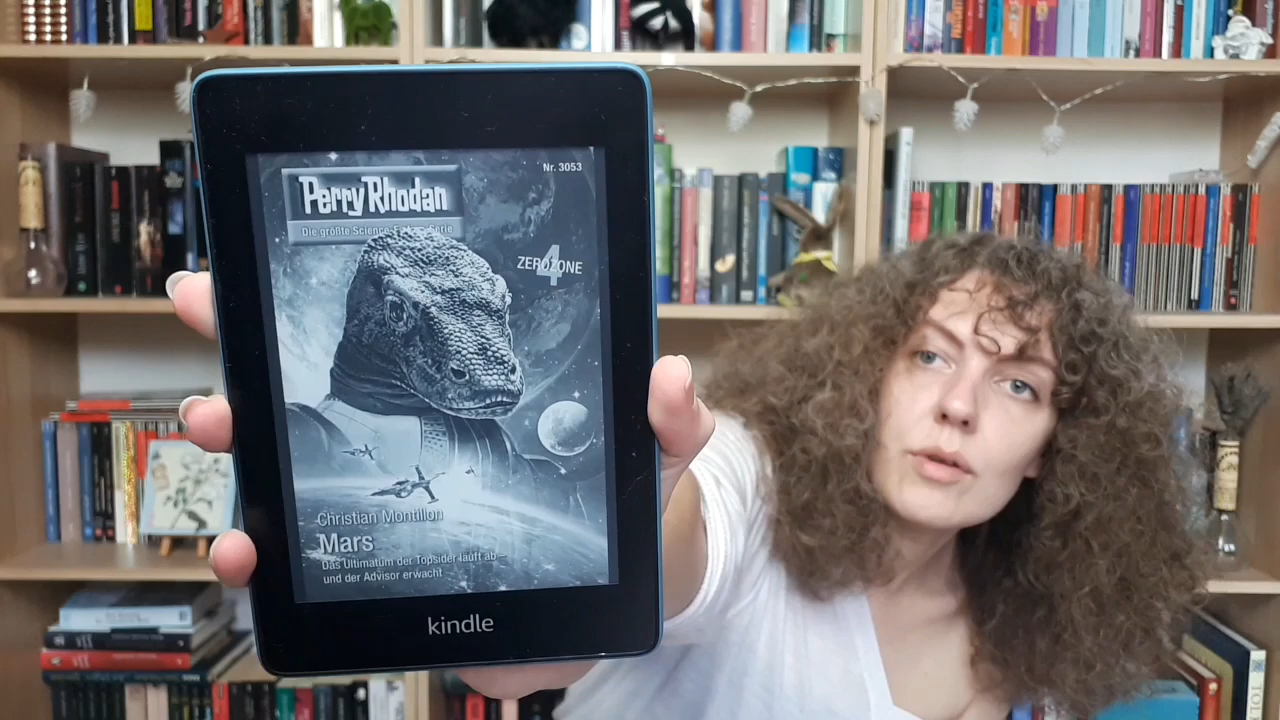 Nr. 3053
Perry Rhodan
Die größte Science-Fiction-Serie
4
ZEROZONE
Christian Montillon
Mars
Das Ultimatum der Topsider läuft ab –
und der Advisor erwacht
kindle